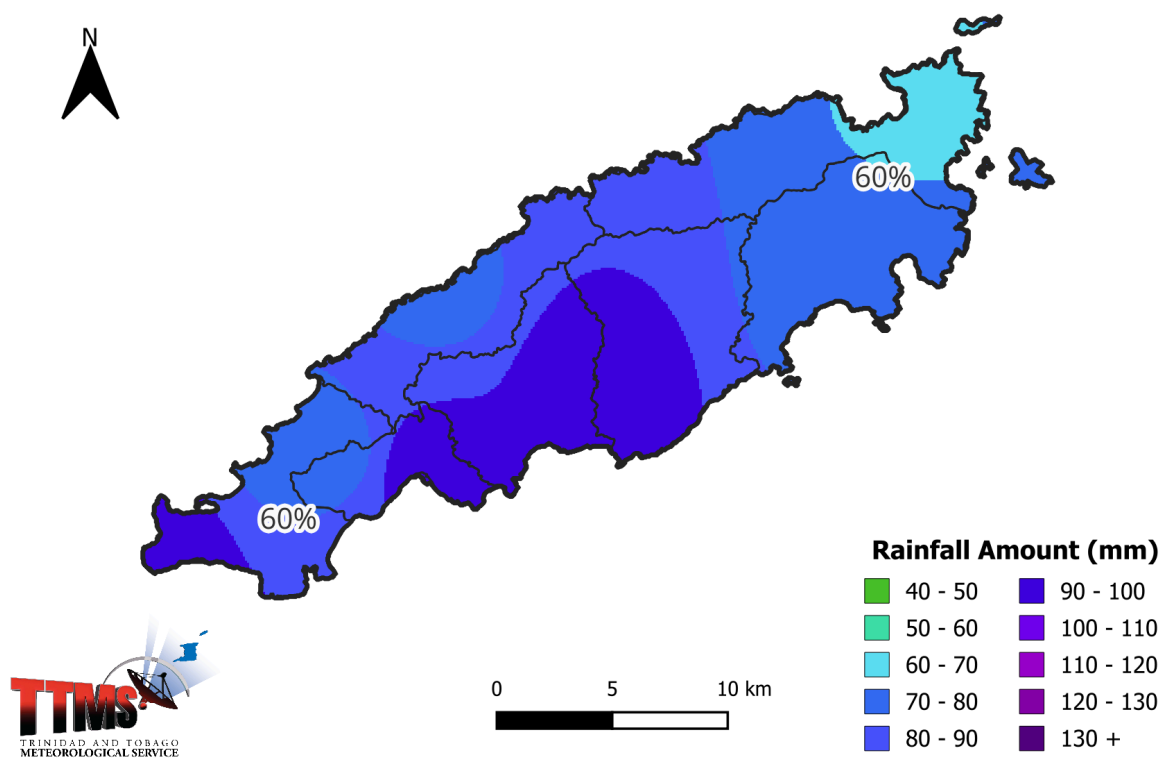 N
60%
60%
Rainfall Amount (mm)
40 - 50
50 - 60
60 - 70
70 - 80
80 - 90
90 - 100
100 - 110
110 - 120
120 - 130
130 +
0 5 10 km
TTMS
TRINIDAD AND TOBAGO
METEOROLOGICAL SERVICE